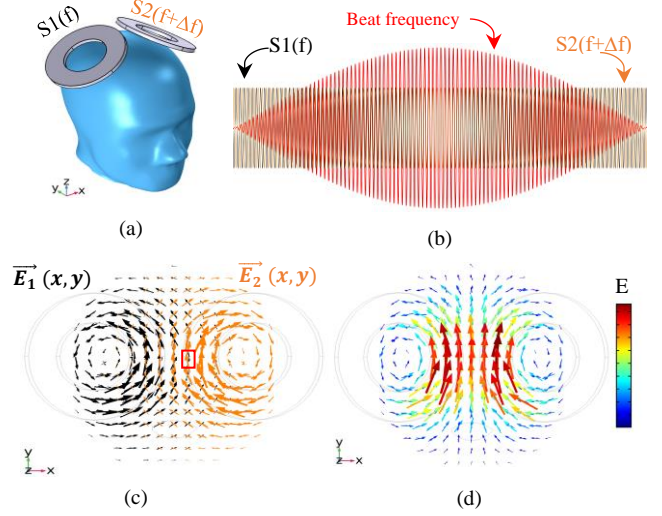 S1(f)
S2(f+Δf)
z
y
x
(a)
Beat frequency
S1(f)
S2(f+Δf)
(b)
E₁⃗ (x, y)
E₂⃗ (x, y)
y
z
x
(c)
E
y
z
x
(d)